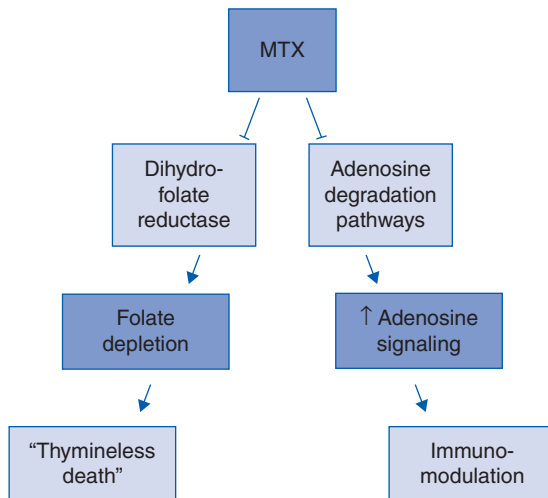 MTX
Dihydro-
folate
reductase
Adenosine
degradation
pathways
Folate
depletion
↑ Adenosine
signaling
“Thymineless
death”
Immuno-
modulation